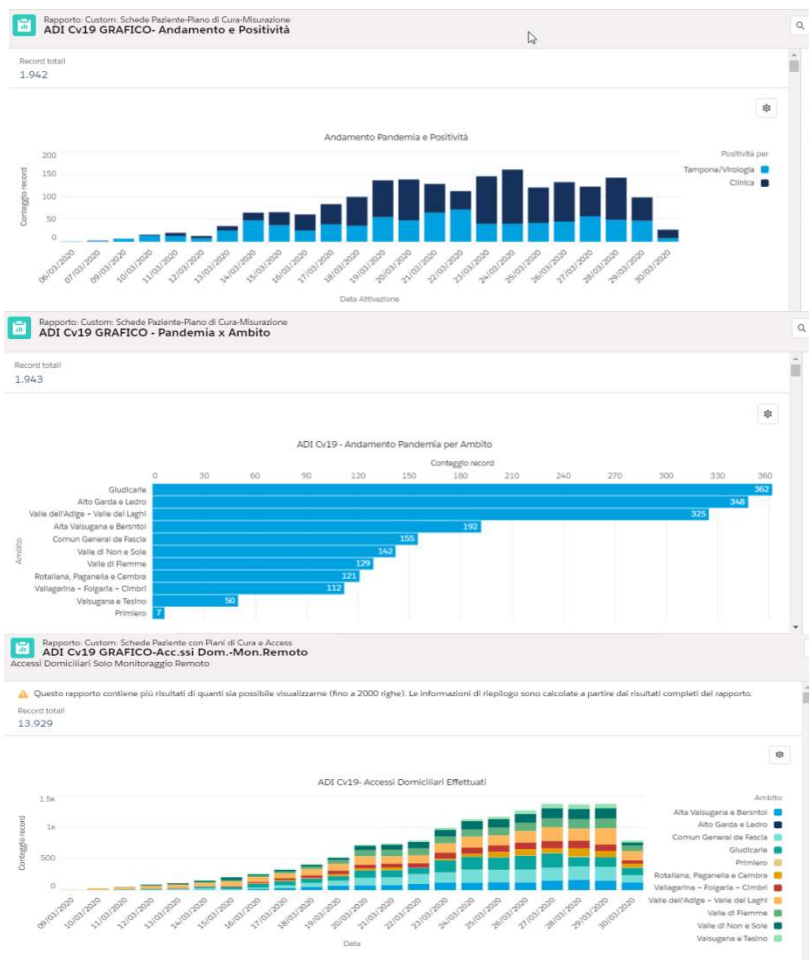 Rapporto: Custom: Schede Paziente-Piano di Cura-Misurazione
ADI Cv19 GRAFICO- Andamento e Positività
Record totali
1.942
Andamento Pandemia e Positività
Positività per
Tampone/Virologia
Clinica
Conteggio record
200
150
100
50
0
06/03/2020 07/03/2020 09/03/2020 10/03/2020 11/03/2020 12/03/2020 13/03/2020 14/03/2020 15/03/2020 16/03/2020 17/03/2020 18/03/2020 19/03/2020 20/03/2020 21/03/2020 22/03/2020 23/03/2020 24/03/2020 25/03/2020 26/03/2020 27/03/2020 28/03/2020 29/03/2020 30/03/2020
Data Attivazione
Rapporto: Custom: Schede Paziente-Piano di Cura-Misurazione
ADI Cv19 GRAFICO - Pandemia x Ambito
Record totali
1.943
ADI Cv19 - Andamento Pandemia per Ambito
Conteggio record
0 30 60 90 120 150 180 210 240 270 300 330 360
Ambito
Giudicarie 362
Alto Garda e Ledro 348
Valle dell'Adige - Valle dei Laghi 325
Alta Valsugana e Bersntol 192
Comun General de Fascia 155
Valle di Non e Sole 142
Valle di Fiemme 129
Rotaliana, Paganella e Cembra 121
Vallagarina - Folgaria - Cimbri 112
Valsugana e Tesino 50
Primiero 7
Rapporto: Custom: Schede Paziente con Piani di Cura e Access
ADI Cv19 GRAFICO-Acc.ssi Dom.-Mon.Remoto
Accessi Domiciliari Solo Monitoraggio Remoto
Questo rapporto contiene più risultati di quanti sia possibile visualizzarne (fino a 2000 righe). Le informazioni di riepilogo sono calcolate a partire dai risultati completi del rapporto.
Record totali
13.929
ADI Cv19- Accessi Domiciliari Effettuati
Conteggio record
1.5K
1K
500
0
09/03/2020 10/03/2020 11/03/2020 12/03/2020 13/03/2020 14/03/2020 15/03/2020 16/03/2020 17/03/2020 18/03/2020 19/03/2020 20/03/2020 21/03/2020 22/03/2020 23/03/2020 24/03/2020 25/03/2020 26/03/2020 27/03/2020 28/03/2020 29/03/2020 30/03/2020
Data
Ambito
Alta Valsugana e Bersntol
Alto Garda e Ledro
Comun General de Fascia
Giudicarie
Primiero
Rotaliana, Paganella e Cembra
Vallagarina - Folgaria - Cimbri
Valle dell'Adige - Valle dei Laghi
Valle di Fiemme
Valle di Non e Sole
Valsugana e Tesino